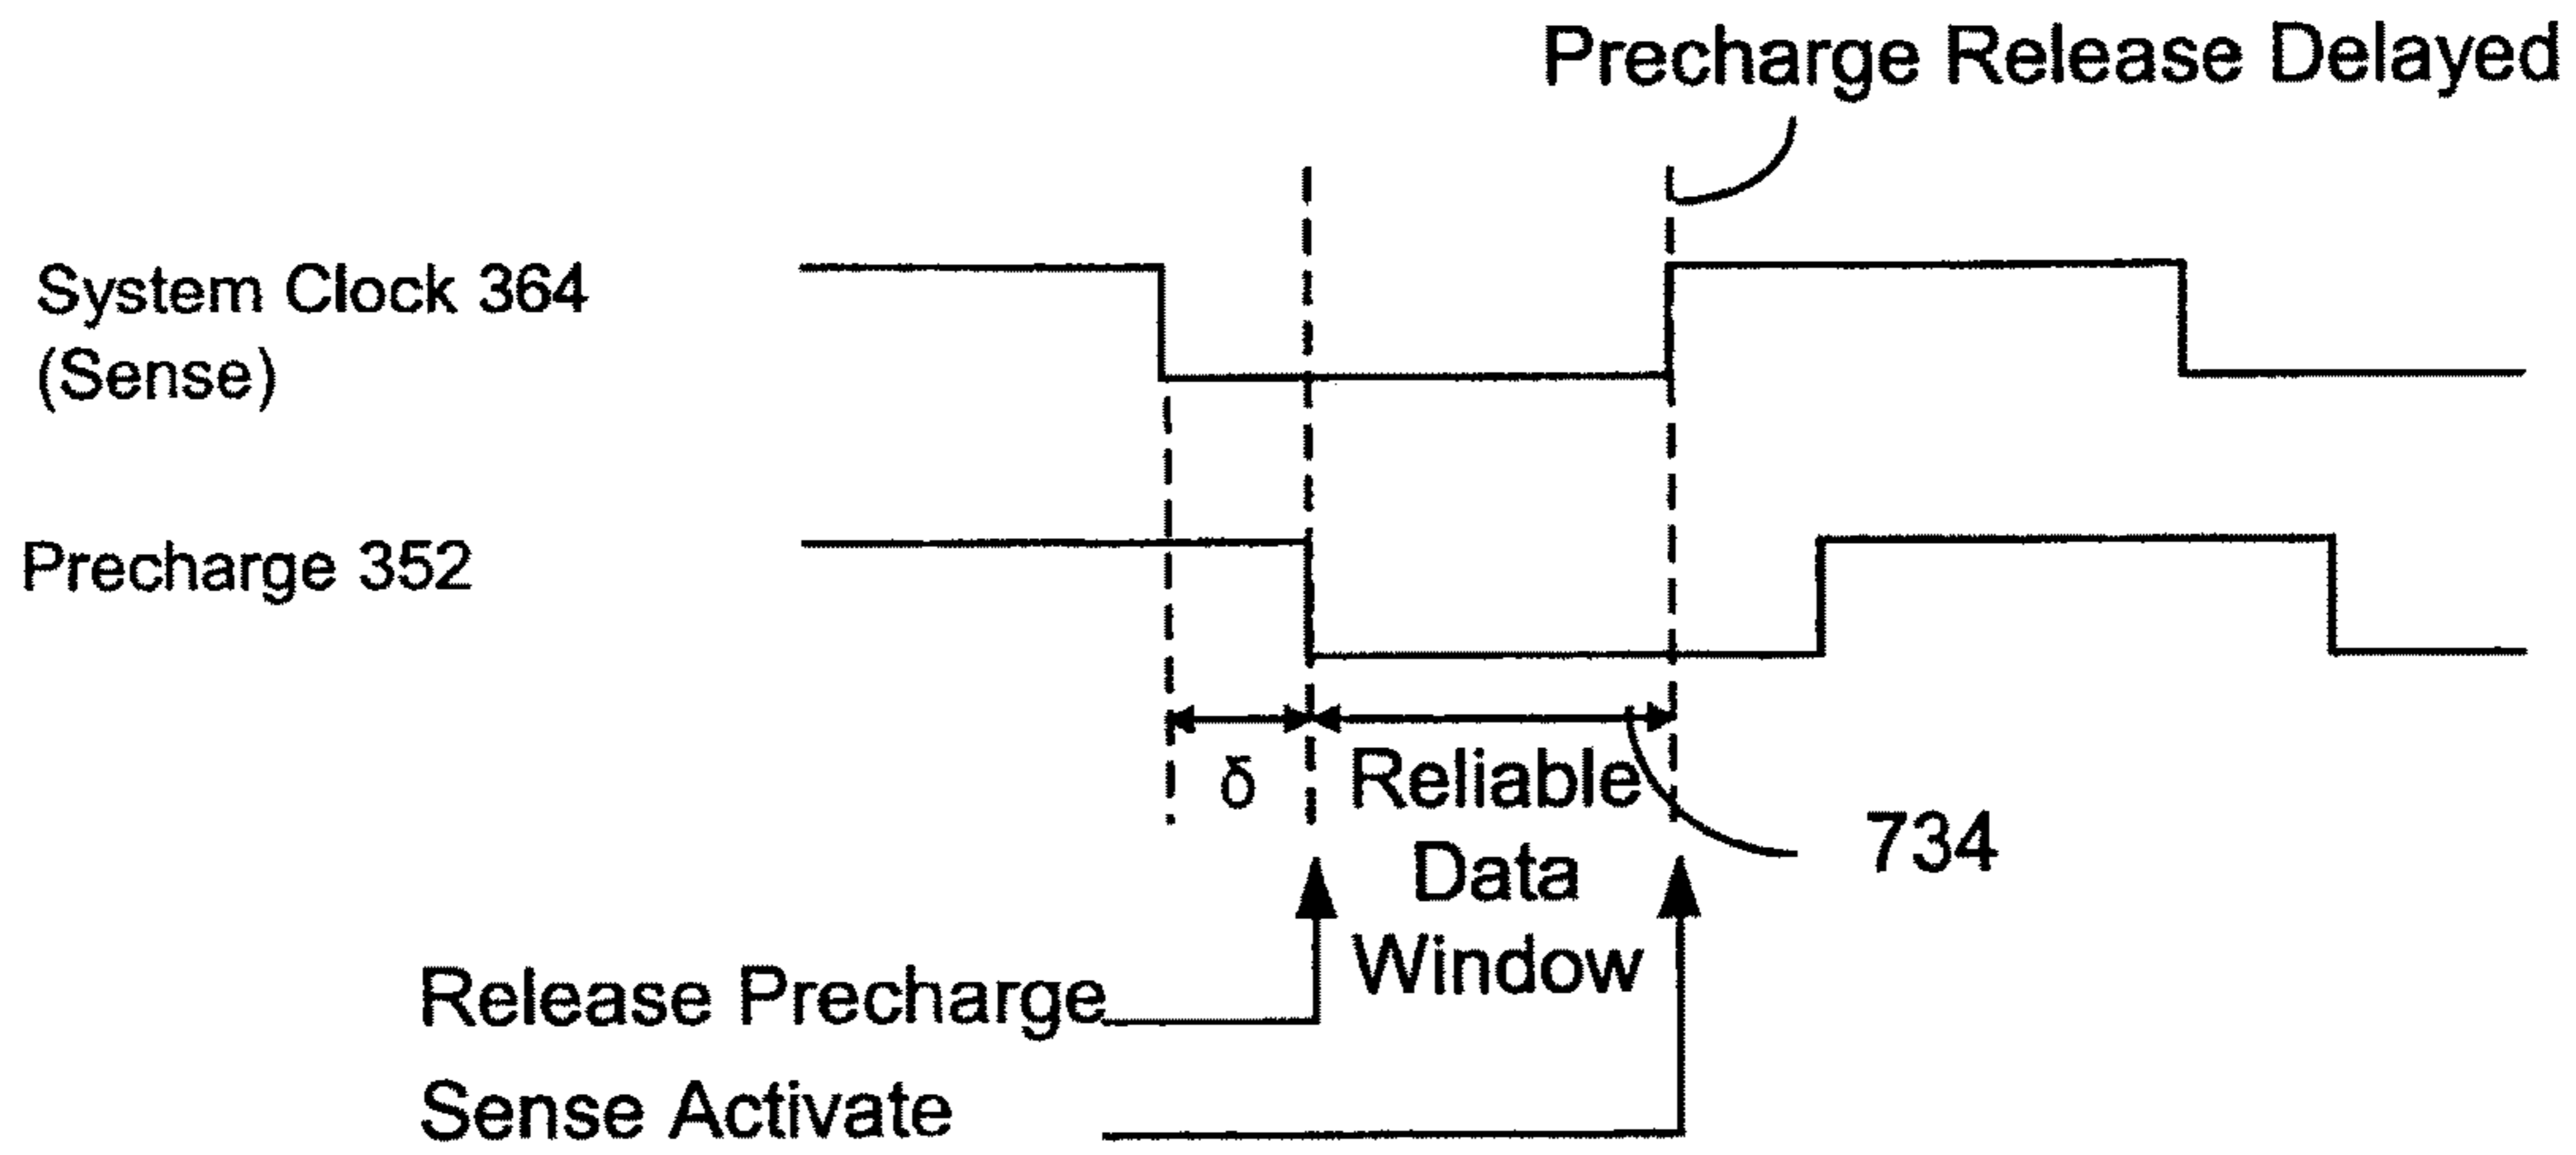 Precharge Release Delayed
System Clock 364
(Sense)
Precharge 352
δ
Reliable
Data
Window
734
Release Precharge
Sense Activate